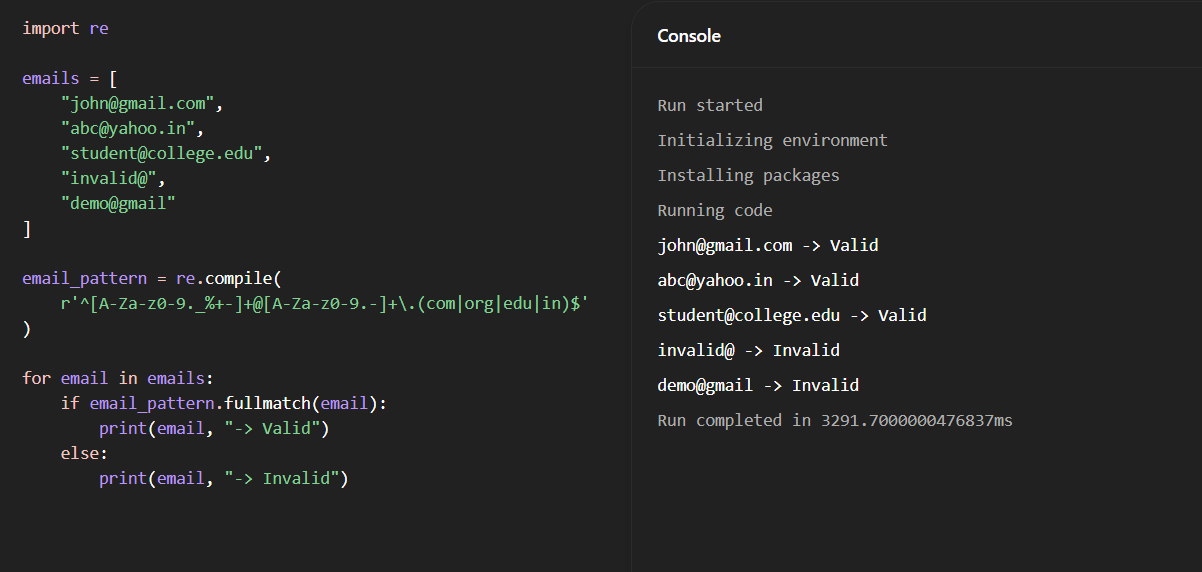 import re
emails = [
    "john@gmail.com",
    "abc@yahoo.in",
    "student@college.edu",
    "invalid@",
    "demo@gmail"
]
email_pattern = re.compile(
    r'^[A-Za-z0-9._%+-]+@[A-Za-z0-9.-]+\.(com|org|edu|in)$'
)
for email in emails:
    if email_pattern.fullmatch(email):
        print(email, "-> Valid")
    else:
        print(email, "-> Invalid")
Console
Run started
Initializing environment
Installing packages
Running code
john@gmail.com -> Valid
abc@yahoo.in -> Valid
student@college.edu -> Valid
invalid@ -> Invalid
demo@gmail -> Invalid
Run completed in 3291.7000000476837ms